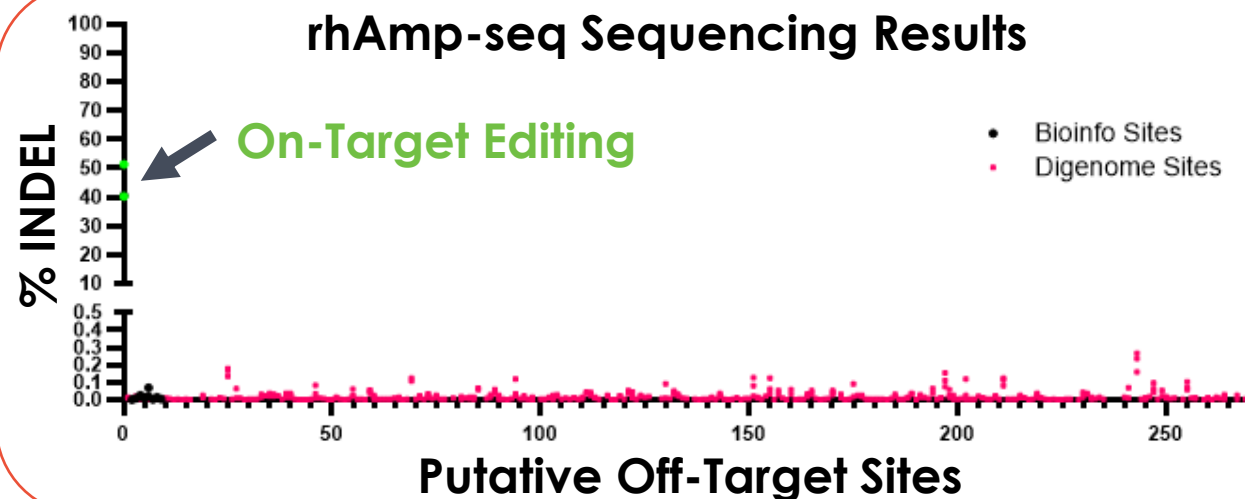 rhAmp-seq Sequencing Results
100
90
80
70
60
50
40
30
20
10
0.5
0.4
0.3
0.2
0.1
0.0
% INDEL
On-Target Editing
Bioinfo Sites
Digenome Sites
0 50 100 150 200 250
Putative Off-Target Sites